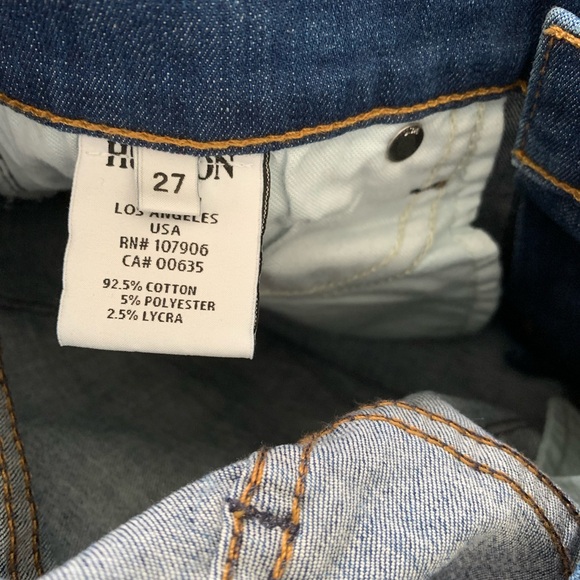 27
LOS ANGELES
USA
RN# 107906
CA# 00635
92.5% COTTON
5% POLYESTER
2.5% LYCRA